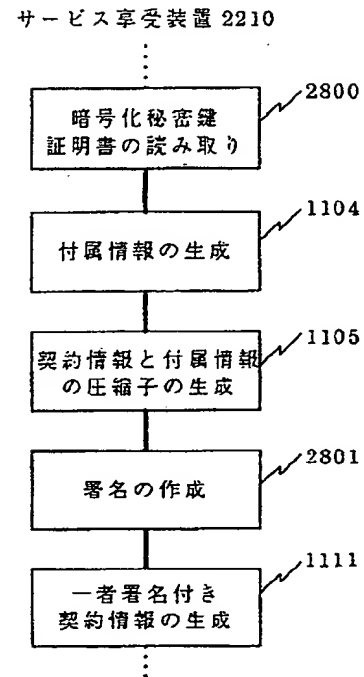 サービス享受装置 2210
暗号化秘密鍵
証明書の読み取り
2800
付属情報の生成
1104
契約情報と付属情報
の圧縮子の生成
1105
署名の作成
2801
一者署名付き
契約情報の生成
1111